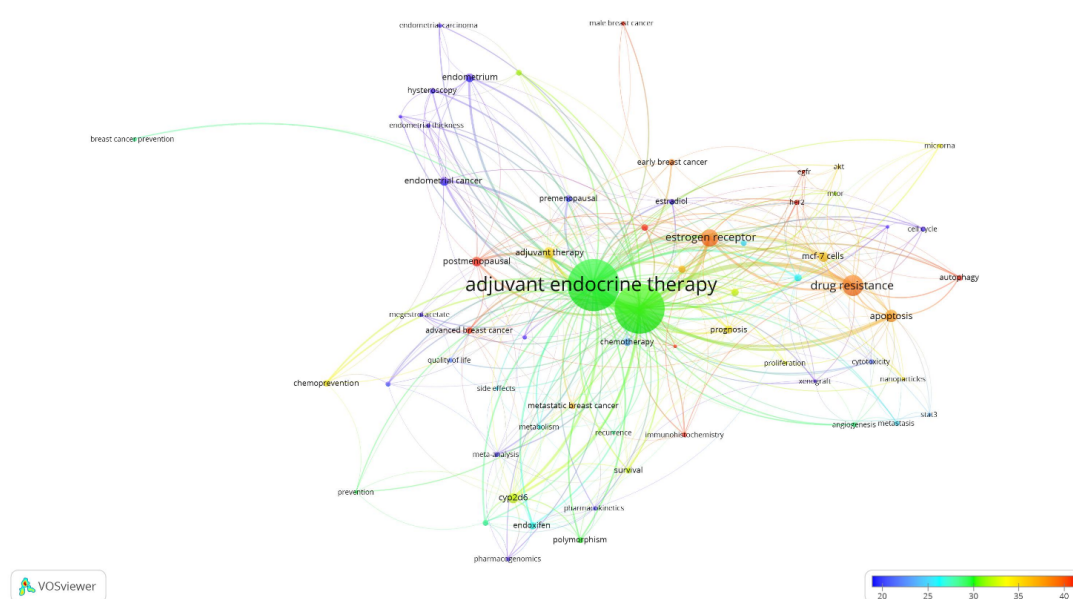 endometrial carcinoma
male breast cancer
endometrium
hysteroscopy
endometrial thickness
breast cancer prevention
microrna
early breast cancer
akt
egfr
endometrial cancer
mtor
premenopausal
estradiol
her2
cell cycle
estrogen receptor
adjuvant therapy
mcf-7 cells
postmenopausal
autophagy
adjuvant endocrine therapy
drug resistance
megestrol acetate
apoptosis
advanced breast cancer
prognosis
chemotherapy
quality of life
proliferation
cytotoxicity
chemoprevention
xenograft
nanoparticles
side effects
metastatic breast cancer
stat3
metabolism
angiogenesis
metastasis
recurrence
immunohistochemistry
meta-analysis
survival
prevention
cyp2d6
pharmacokinetics
endoxifen
polymorphism
pharmacogenomics
VOSviewer
20 25 30 35 40